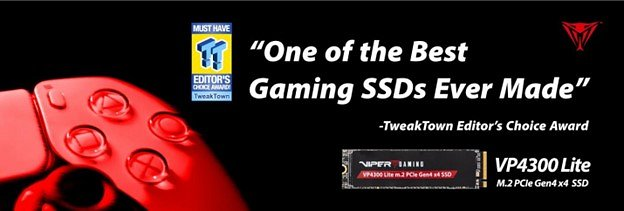 MUST HAVE
TT
EDITOR'S
CHOICE AWARD!
TweakTown
“One of the Best
Gaming SSDs Ever Made”
-TweakTown Editor’s Choice Award
VIPER GAMING
VP4300 Lite m.2 PCIe Gen4 x4 SSD
VP4300 Lite
M.2 PCIe Gen4 x4 SSD